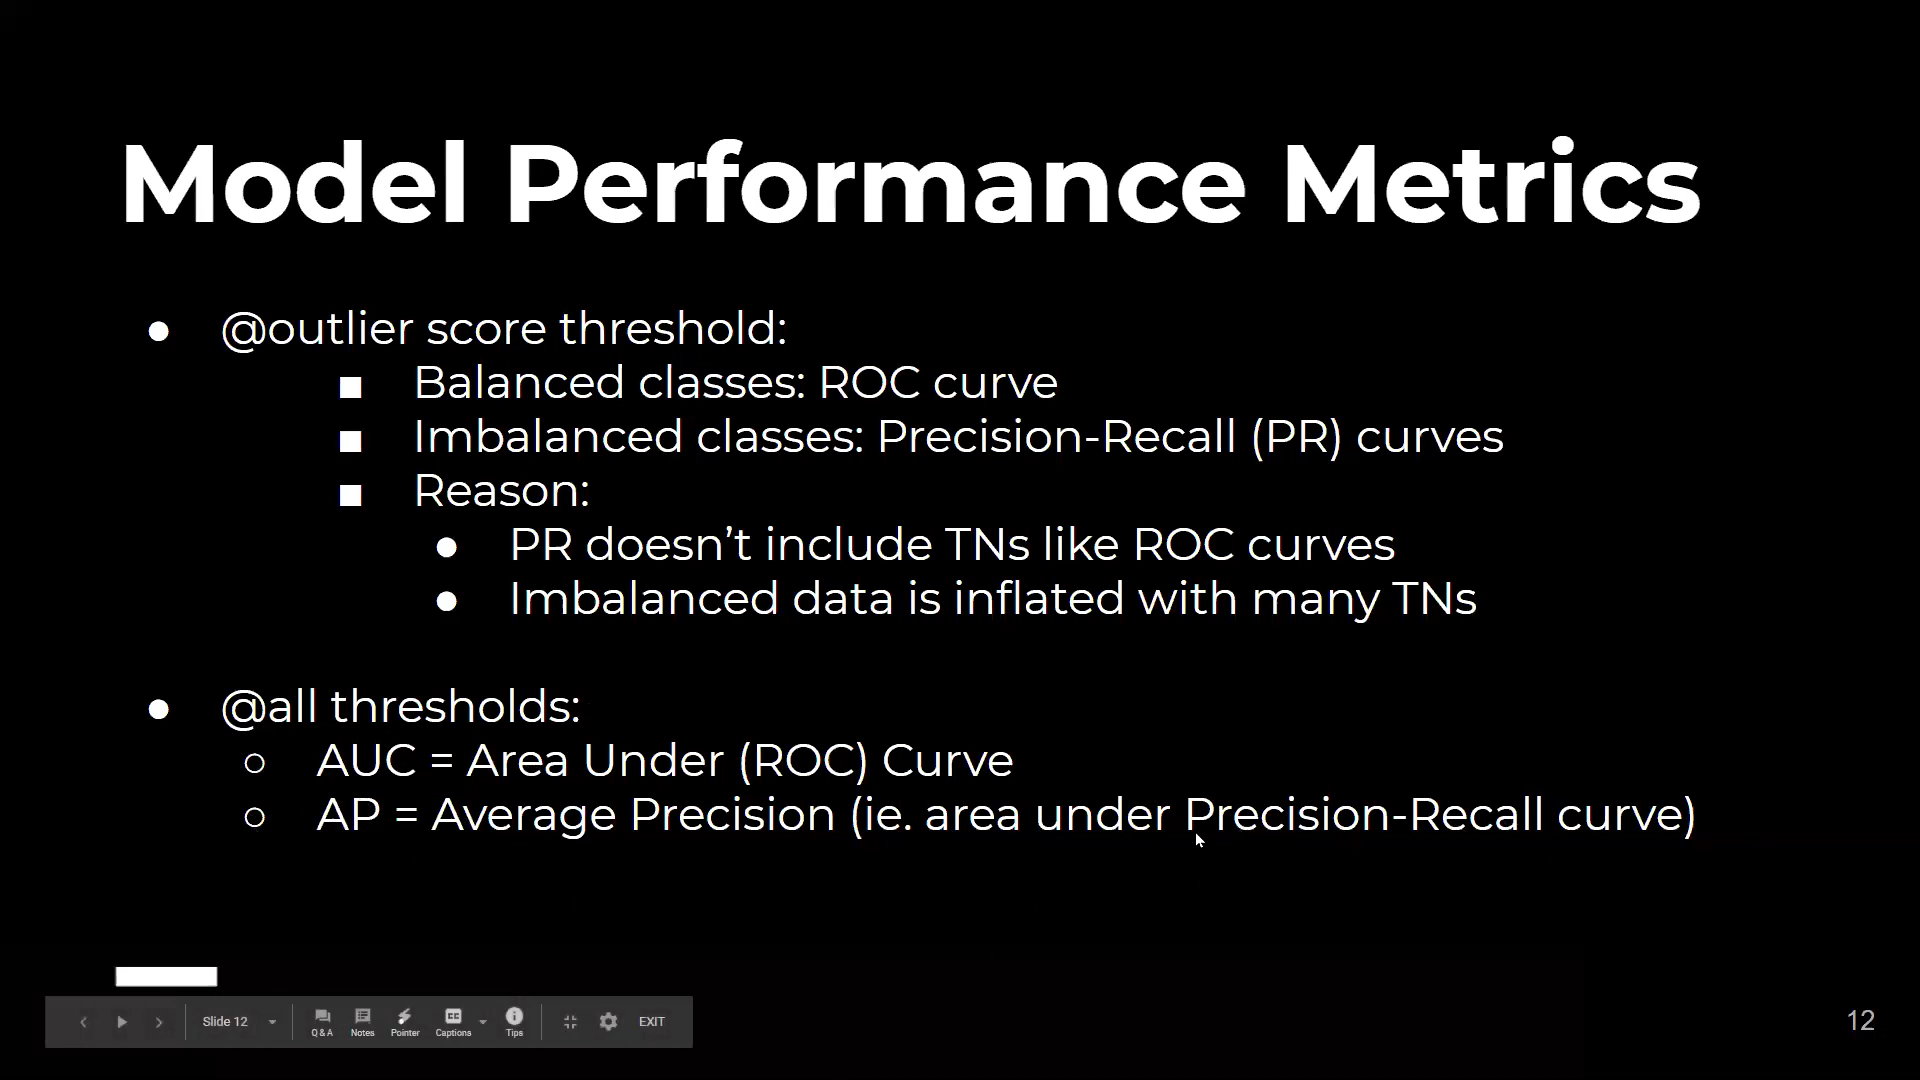 Model Performance Metrics
● @outlier score threshold:
■ Balanced classes: ROC curve
■ Imbalanced classes: Precision-Recall (PR) curves
■ Reason:
● PR doesn’t include TNs like ROC curves
● Imbalanced data is inflated with many TNs
● @all thresholds:
○ AUC = Area Under (ROC) Curve
○ AP = Average Precision (ie. area under Precision-Recall curve)
Slide 12
Q & A Notes Pointer Captions Tips
EXIT
12